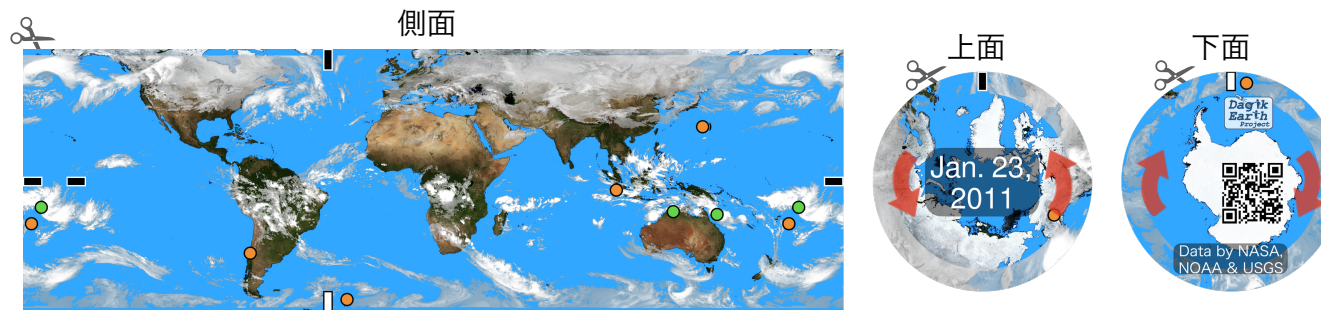 側面
上面
下面
Jan. 23,
2011
Dagik
Earth
Project
Data by NASA,
NOAA & USGS